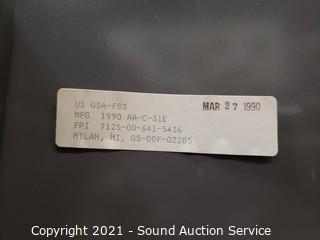 US GSA-FSS
MAR 27 1990
MFG 1990 AA-C-31E
FPI 7125-00-641-5436
MILAN, MI. GS-00F-02285
Copyright 2021 - Sound Auction Service